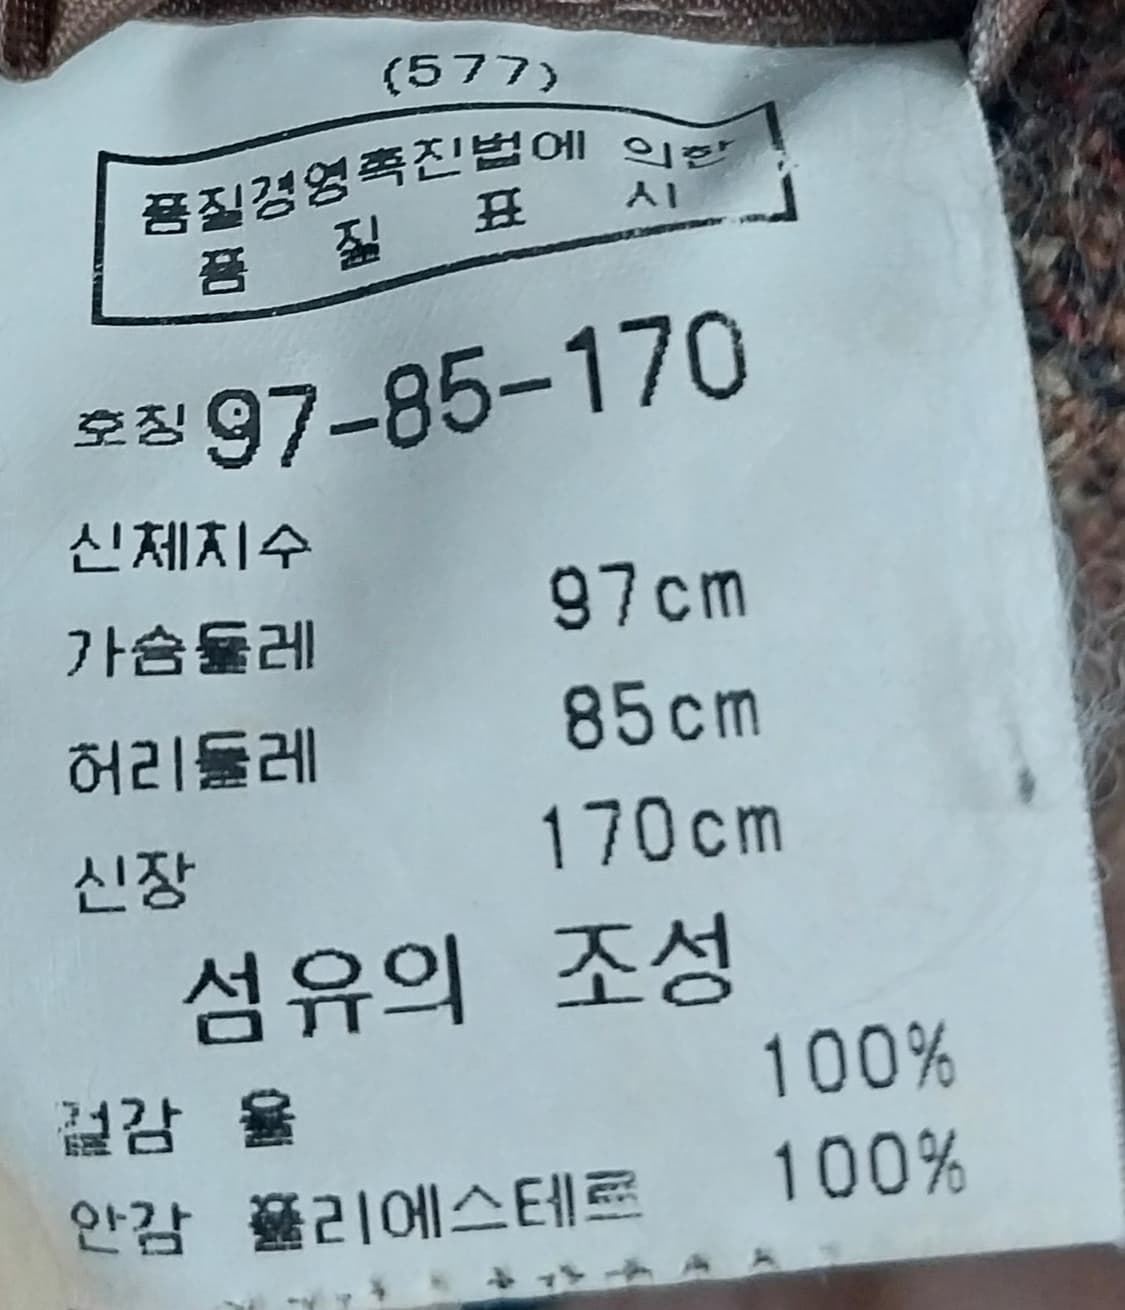 (577)
품질경영촉진법에 의한
품 질 표 시
호칭 97-85-170
신체치수
가슴둘레 97cm
허리둘레 85cm
신장 170cm
섬유의 조성
겉감 울 100%
안감 폴리에스테르 100%